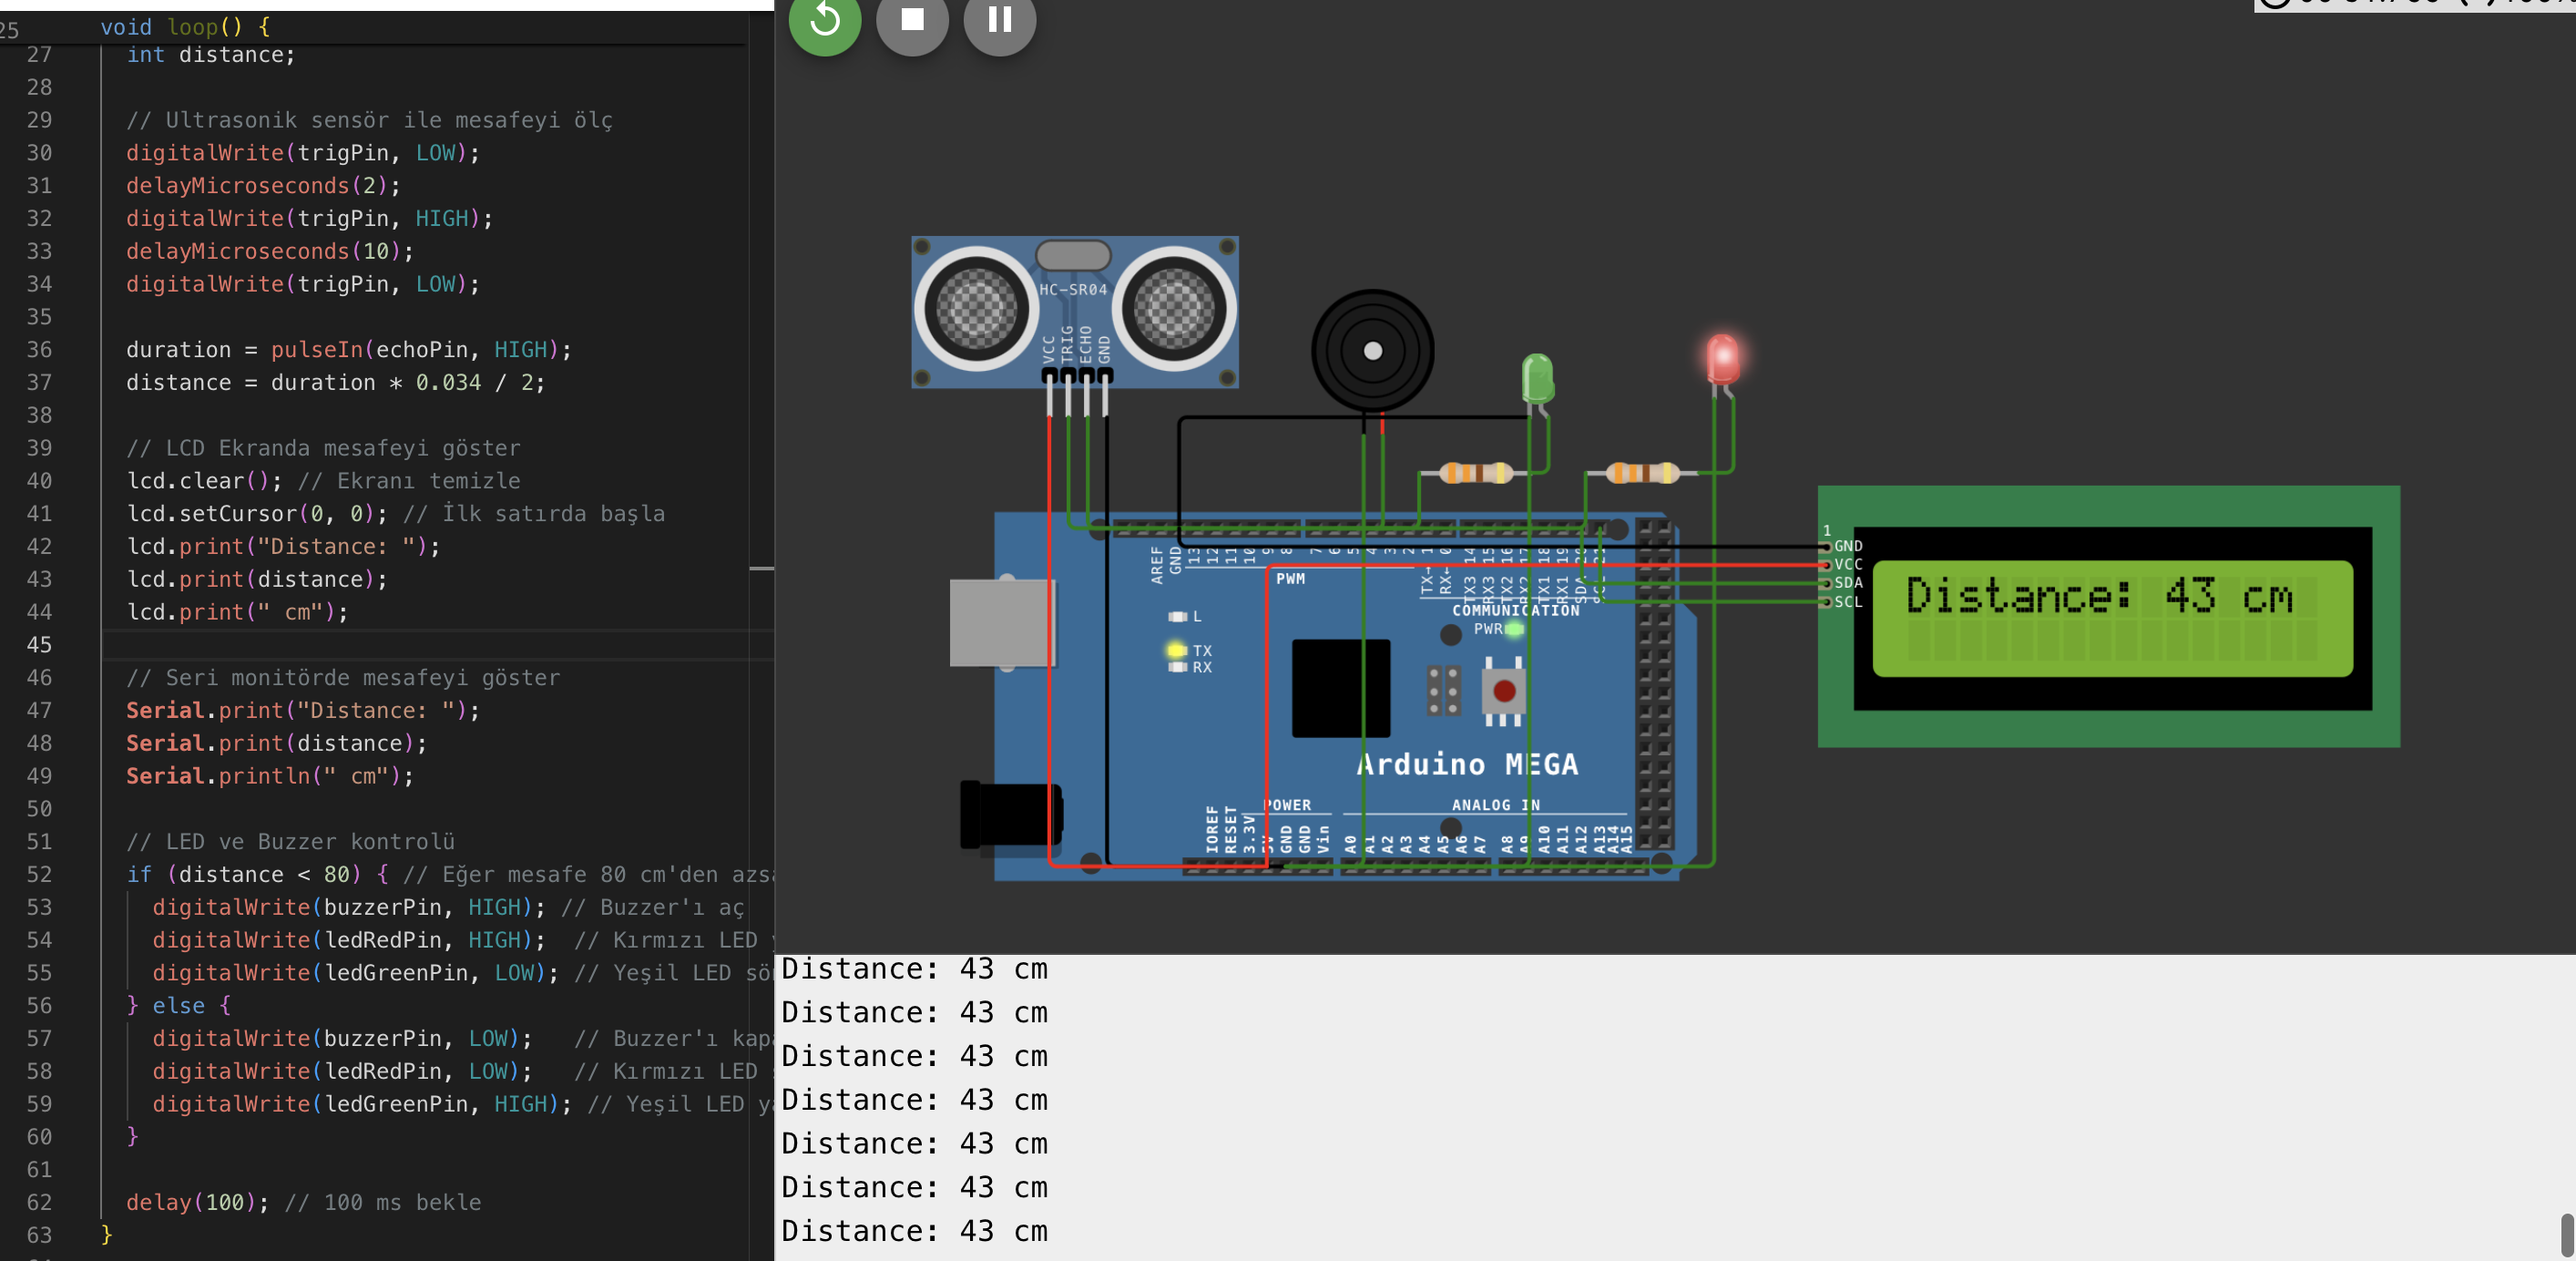 25 void loop() {
27 int distance;
28
29 // Ultrasonik sensör ile mesafeyi ölç
30 digitalWrite(trigPin, LOW);
31 delayMicroseconds(2);
32 digitalWrite(trigPin, HIGH);
33 delayMicroseconds(10);
34 digitalWrite(trigPin, LOW);
35
36 duration = pulseIn(echoPin, HIGH);
37 distance = duration * 0.034 / 2;
38
39 // LCD Ekranda mesafeyi göster
40 lcd.clear(); // Ekranı temizle
41 lcd.setCursor(0, 0); // İlk satırda başla
42 lcd.print("Distance: ");
43 lcd.print(distance);
44 lcd.print(" cm");
45
46 // Seri monitörde mesafeyi göster
47 Serial.print("Distance: ");
48 Serial.print(distance);
49 Serial.println(" cm");
50
51 // LED ve Buzzer kontrolü
52 if (distance < 80) { // Eğer mesafe 80 cm'den azsa
53 digitalWrite(buzzerPin, HIGH); // Buzzer'ı aç
54 digitalWrite(ledRedPin, HIGH); // Kırmızı LED
55 digitalWrite(ledGreenPin, LOW); // Yeşil LED
56 } else {
57 digitalWrite(buzzerPin, LOW); // Buzzer'ı
58 digitalWrite(ledRedPin, LOW); // Kırmızı LED
59 digitalWrite(ledGreenPin, HIGH); // Yeşil LED
60 }
61
62 delay(100); // 100 ms bekle
63 }
HC-SR04
VCC
TRIG
ECHO
GND
AREF
GND
13
12
11
10
9
8
7
6
5
4
3
2
TX→ 1
RX← 0
TX3 14
RX3 15
TX2 16
RX2 17
TX1 18
RX1 19
SDA 20
SCL 21
PWM
COMMUNICATION
L
TX
RX
PWR
Arduino MEGA
POWER
ANALOG IN
IOREF
RESET
3.3V
5V
GND
GND
Vin
A0
A1
A2
A3
A4
A5
A6
A7
A8
A9
A10
A11
A12
A13
A14
A15
1
GND
VCC
SDA
SCL
Distance: 43 cm
Distance: 43 cm
Distance: 43 cm
Distance: 43 cm
Distance: 43 cm
Distance: 43 cm
Distance: 43 cm
Distance: 43 cm